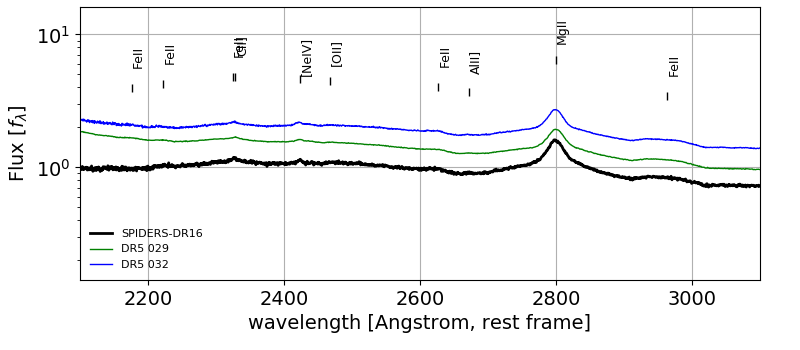 10¹
10⁰
Flux [fλ]
FeII
FeII
FeII
CII]
[NeIV]
[OII]
FeII
AlII]
MgII
FeII
SPIDERS-DR16
DR5 029
DR5 032
2200 2400 2600 2800 3000
wavelength [Angstrom, rest frame]